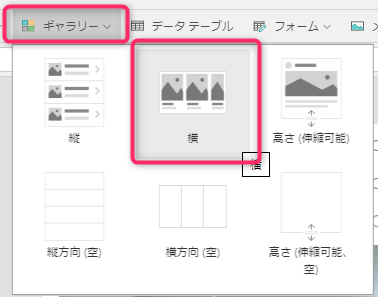 ギャラリー データ テーブル フォーム メ
縦 横 高さ (伸縮可能)
横
縦方向 (空) 横方向 (空) 高さ (伸縮可能、
空)